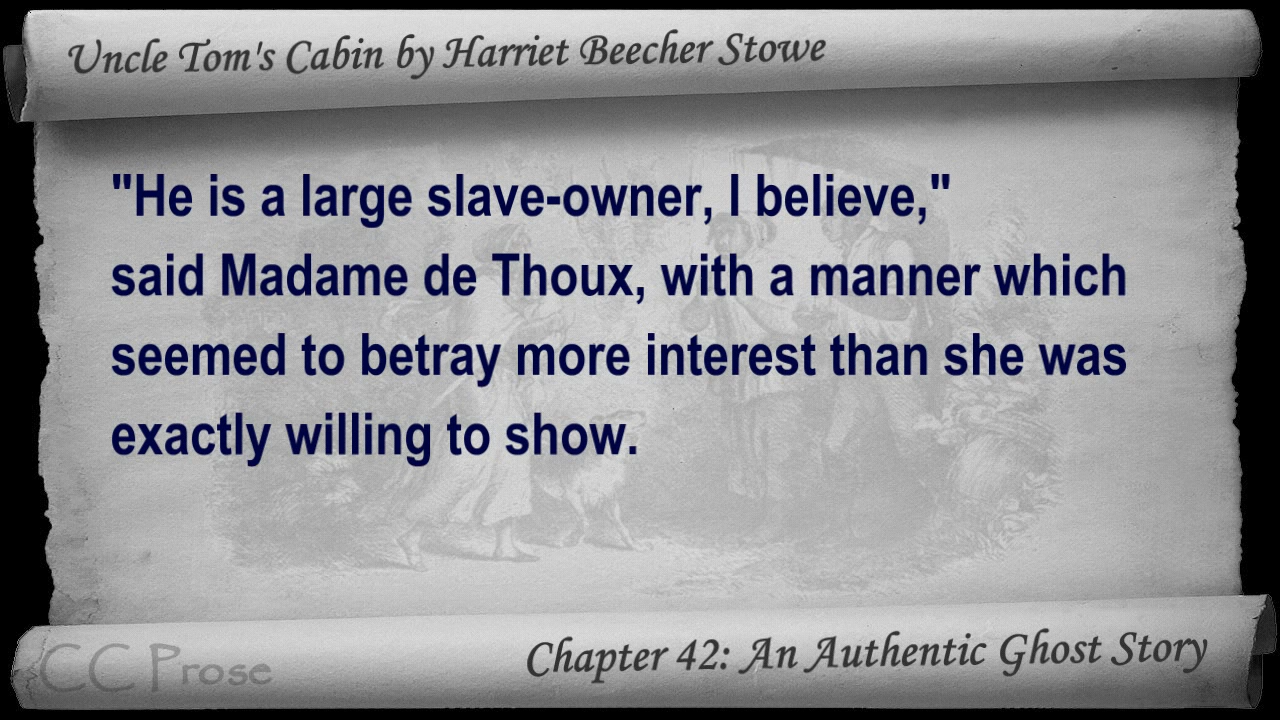 Uncle Tom's Cabin by Harriet Beecher Stowe
"He is a large slave-owner, I believe,"
said Madame de Thoux, with a manner which
seemed to betray more interest than she was
exactly willing to show.
CC Prose
Chapter 42: An Authentic Ghost Story